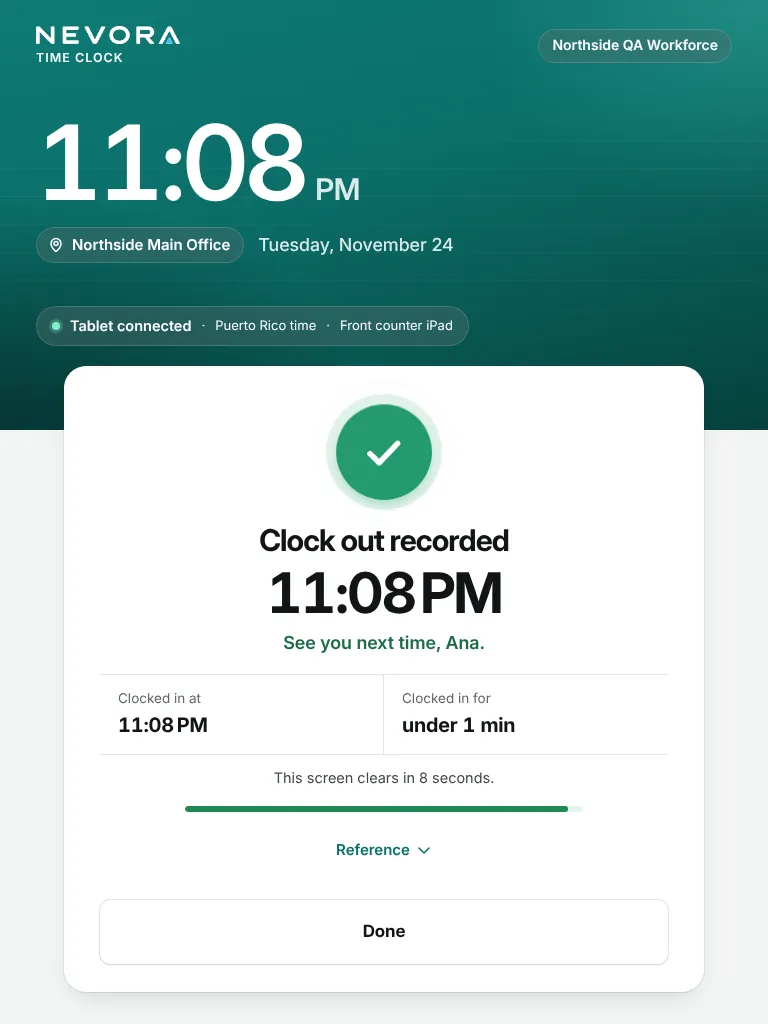 NEVORA
TIME CLOCK
Northside QA Workforce
11:08 PM
Northside Main Office
Tuesday, November 24
Tablet connected · Puerto Rico time · Front counter iPad
Clock out recorded
11:08 PM
See you next time, Ana.
Clocked in at
11:08 PM
Clocked in for
under 1 min
This screen clears in 8 seconds.
Reference
Done